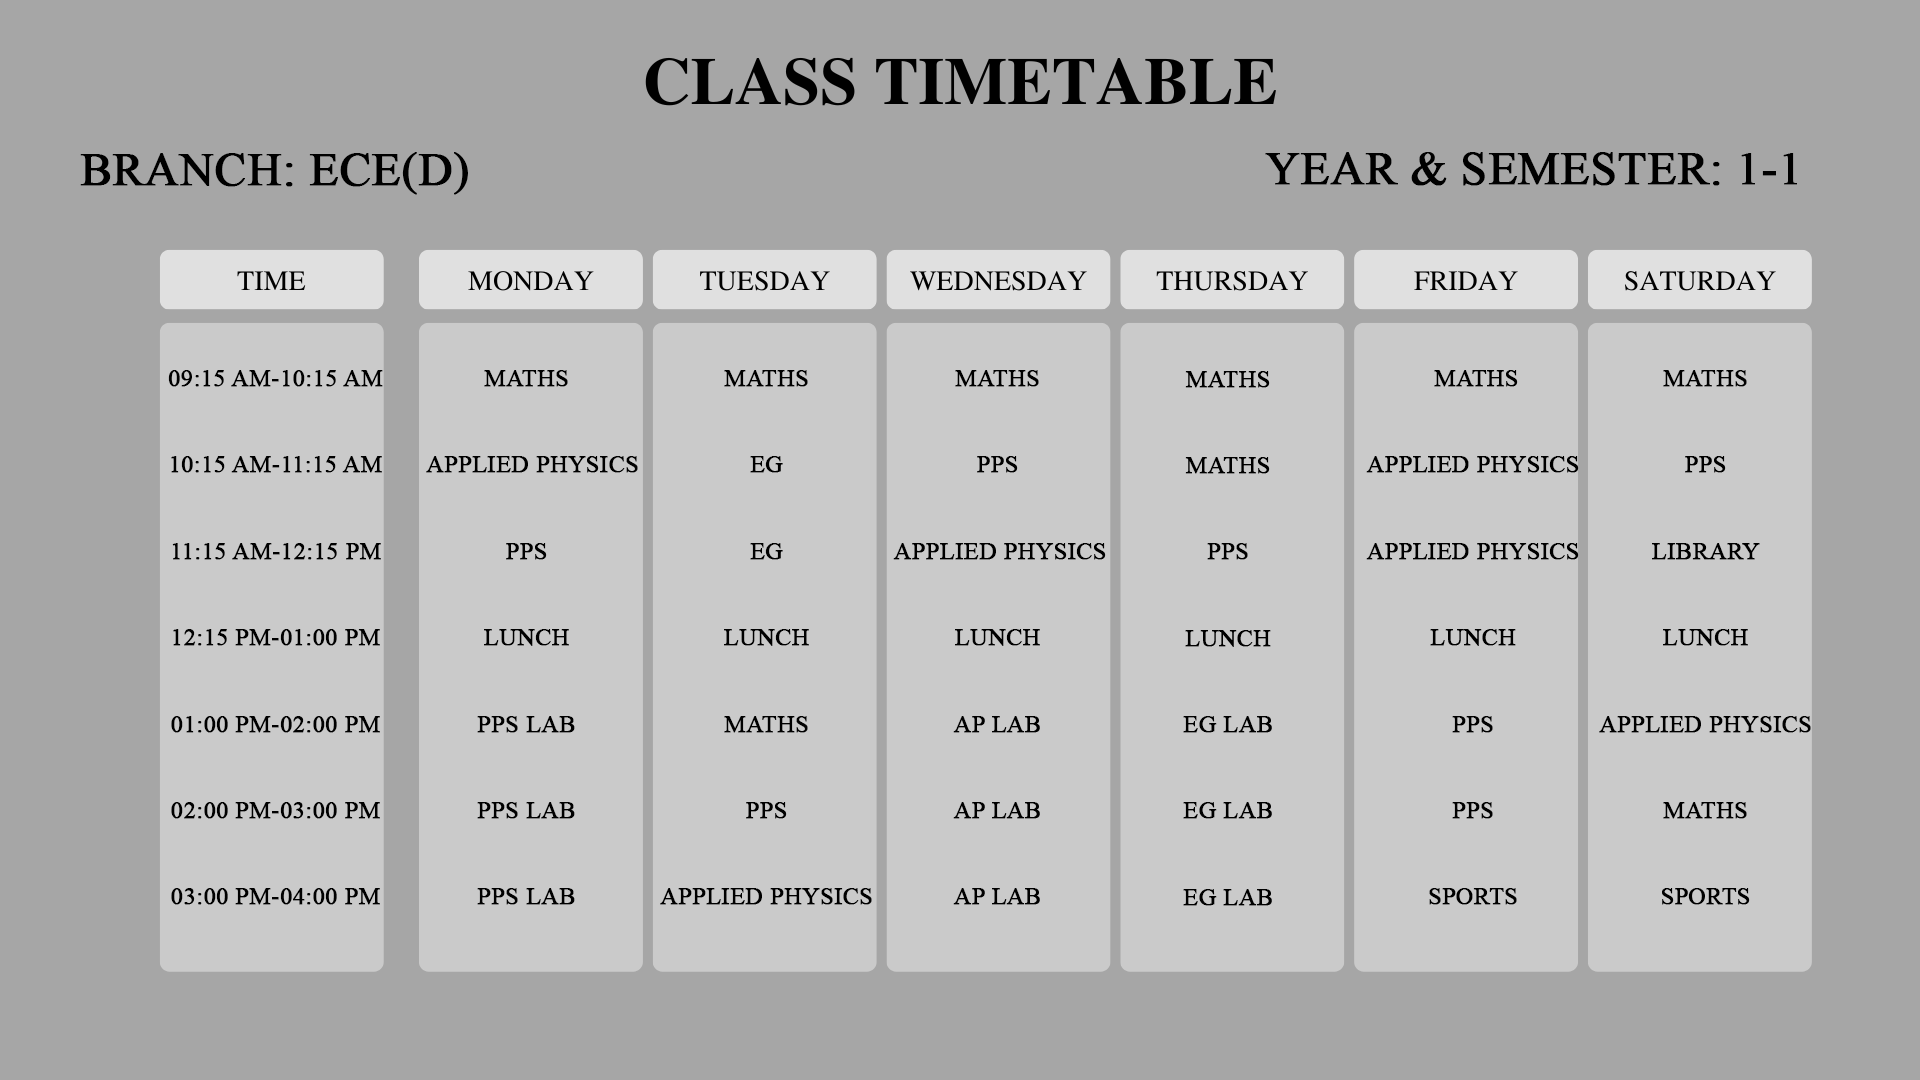 CLASS TIMETABLE
BRANCH: ECE(D) YEAR & SEMESTER: 1-1
TIME MONDAY TUESDAY WEDNESDAY THURSDAY FRIDAY SATURDAY
09:15 AM-10:15 AM MATHS MATHS MATHS MATHS MATHS MATHS
10:15 AM-11:15 AM APPLIED PHYSICS EG PPS MATHS APPLIED PHYSICS PPS
11:15 AM-12:15 PM PPS EG APPLIED PHYSICS PPS APPLIED PHYSICS LIBRARY
12:15 PM-01:00 PM LUNCH LUNCH LUNCH LUNCH LUNCH LUNCH
01:00 PM-02:00 PM PPS LAB MATHS AP LAB EG LAB PPS APPLIED PHYSICS
02:00 PM-03:00 PM PPS LAB PPS AP LAB EG LAB PPS MATHS
03:00 PM-04:00 PM PPS LAB APPLIED PHYSICS AP LAB EG LAB SPORTS SPORTS